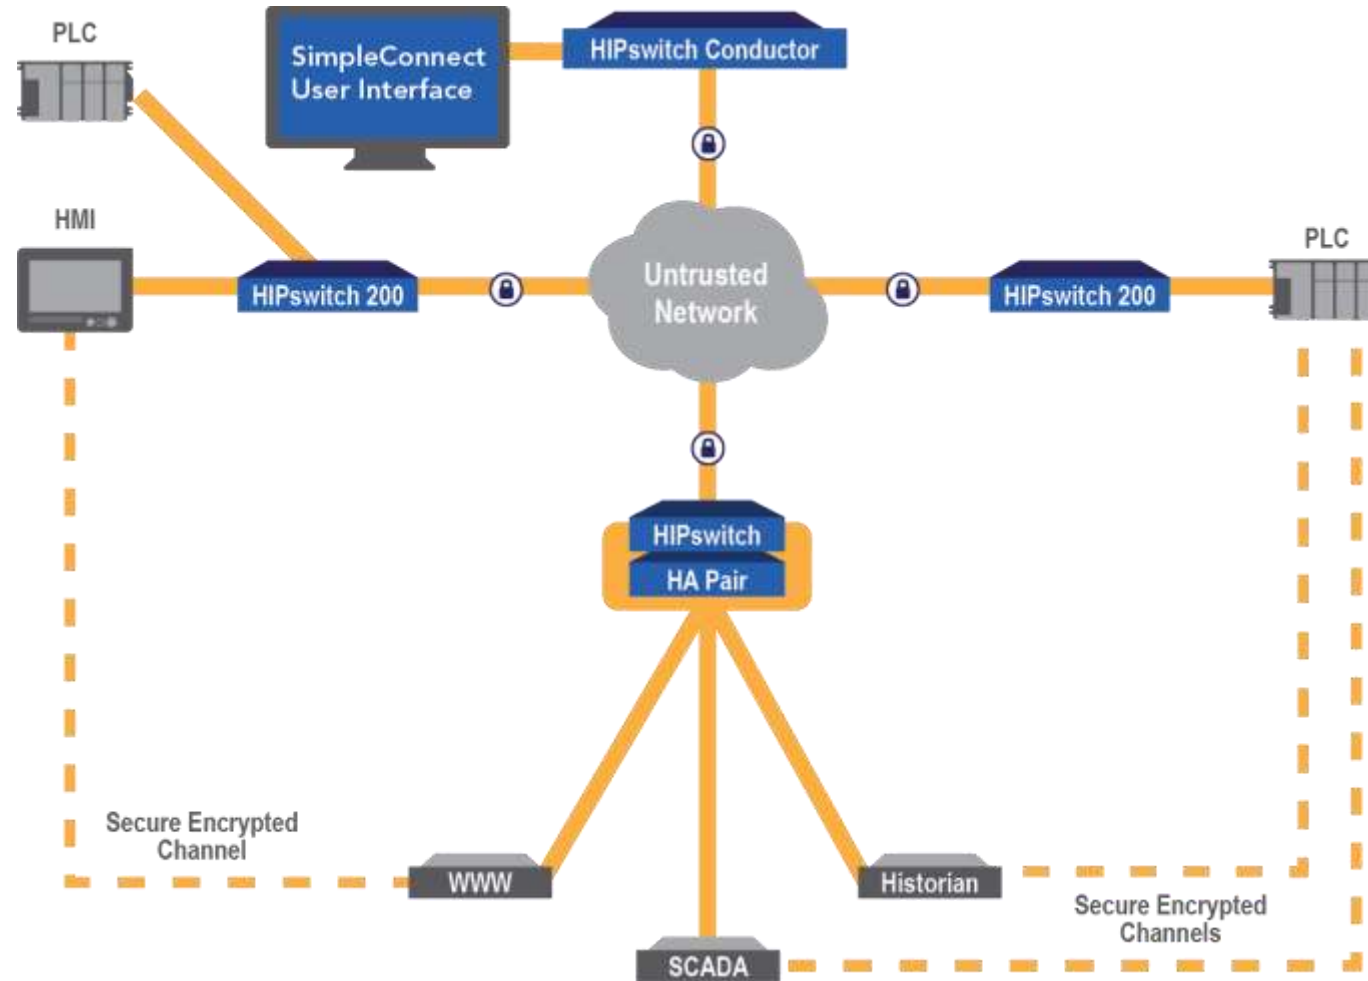 PLC
SimpleConnect
User Interface
HIPswitch Conductor
HMI
HIPswitch 200
Untrusted
Network
HIPswitch 200
PLC
HIPswitch
HA Pair
Secure Encrypted
Channel
WWW
Historian
Secure Encrypted
Channels
SCADA